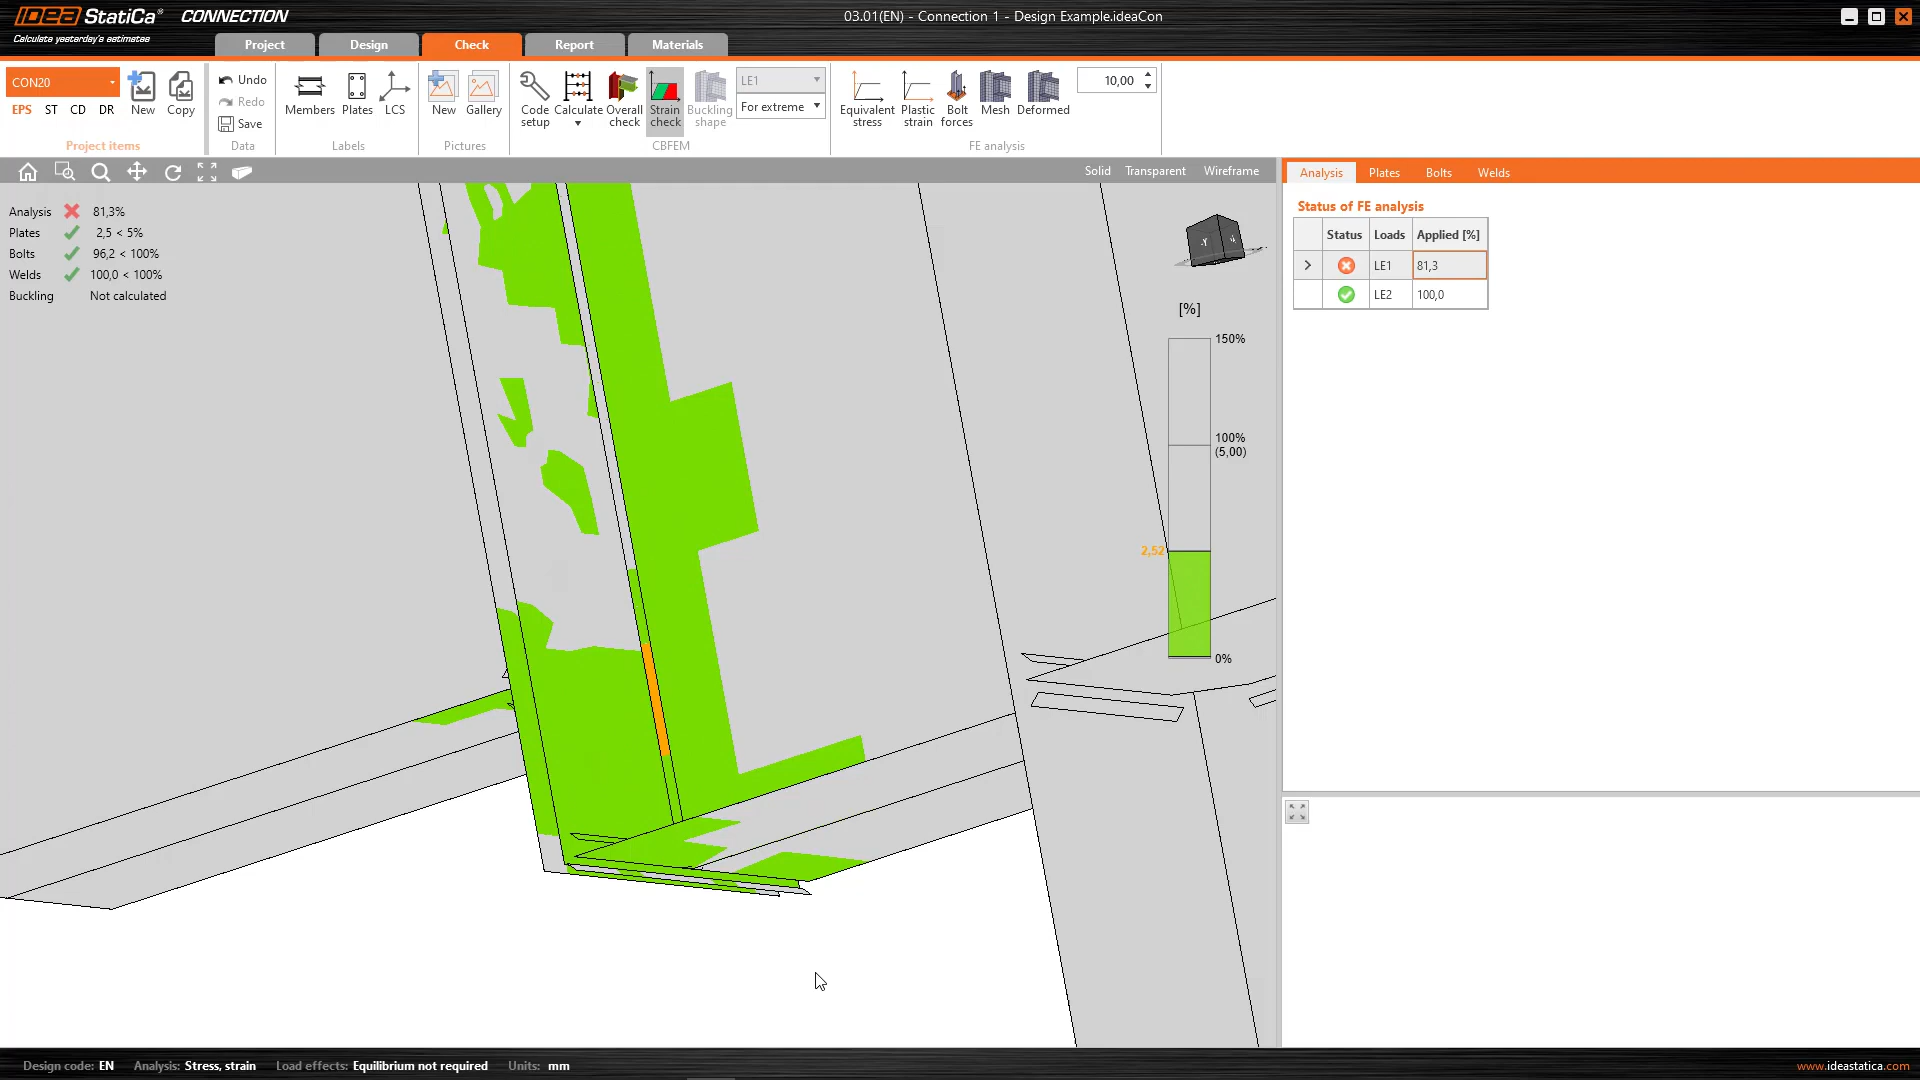 IDEA StatiCa® CONNECTION
Calculate yesterday's estimates
03.01(EN) - Connection 1 - Design Example.ideaCon
Project
Design
Check
Report
Materials
CON20
EPS ST CD DR
New
Copy
Project items
Undo
Redo
Save
Data
Members
Plates
LCS
Labels
New
Gallery
Pictures
Code setup
Calculate
Overall check
Strain check
Buckling shape
LE1
For extreme
CBFEM
Equivalent stress
Plastic strain
Bolt forces
Mesh
Deformed
10,00
FE analysis
Solid
Transparent
Wireframe
Analysis 81,3%
Plates 2,5 < 5%
Bolts 96,2 < 100%
Welds 100,0 < 100%
Buckling Not calculated
-Y
[%]
150%
100%
(5,00)
2,52
0%
Analysis
Plates
Bolts
Welds
Status of FE analysis
Status Loads Applied [%]
LE1 81,3
LE2 100,0
Design code: EN Analysis: Stress, strain Load effects: Equilibrium not required Units: mm
www.ideastatica.com